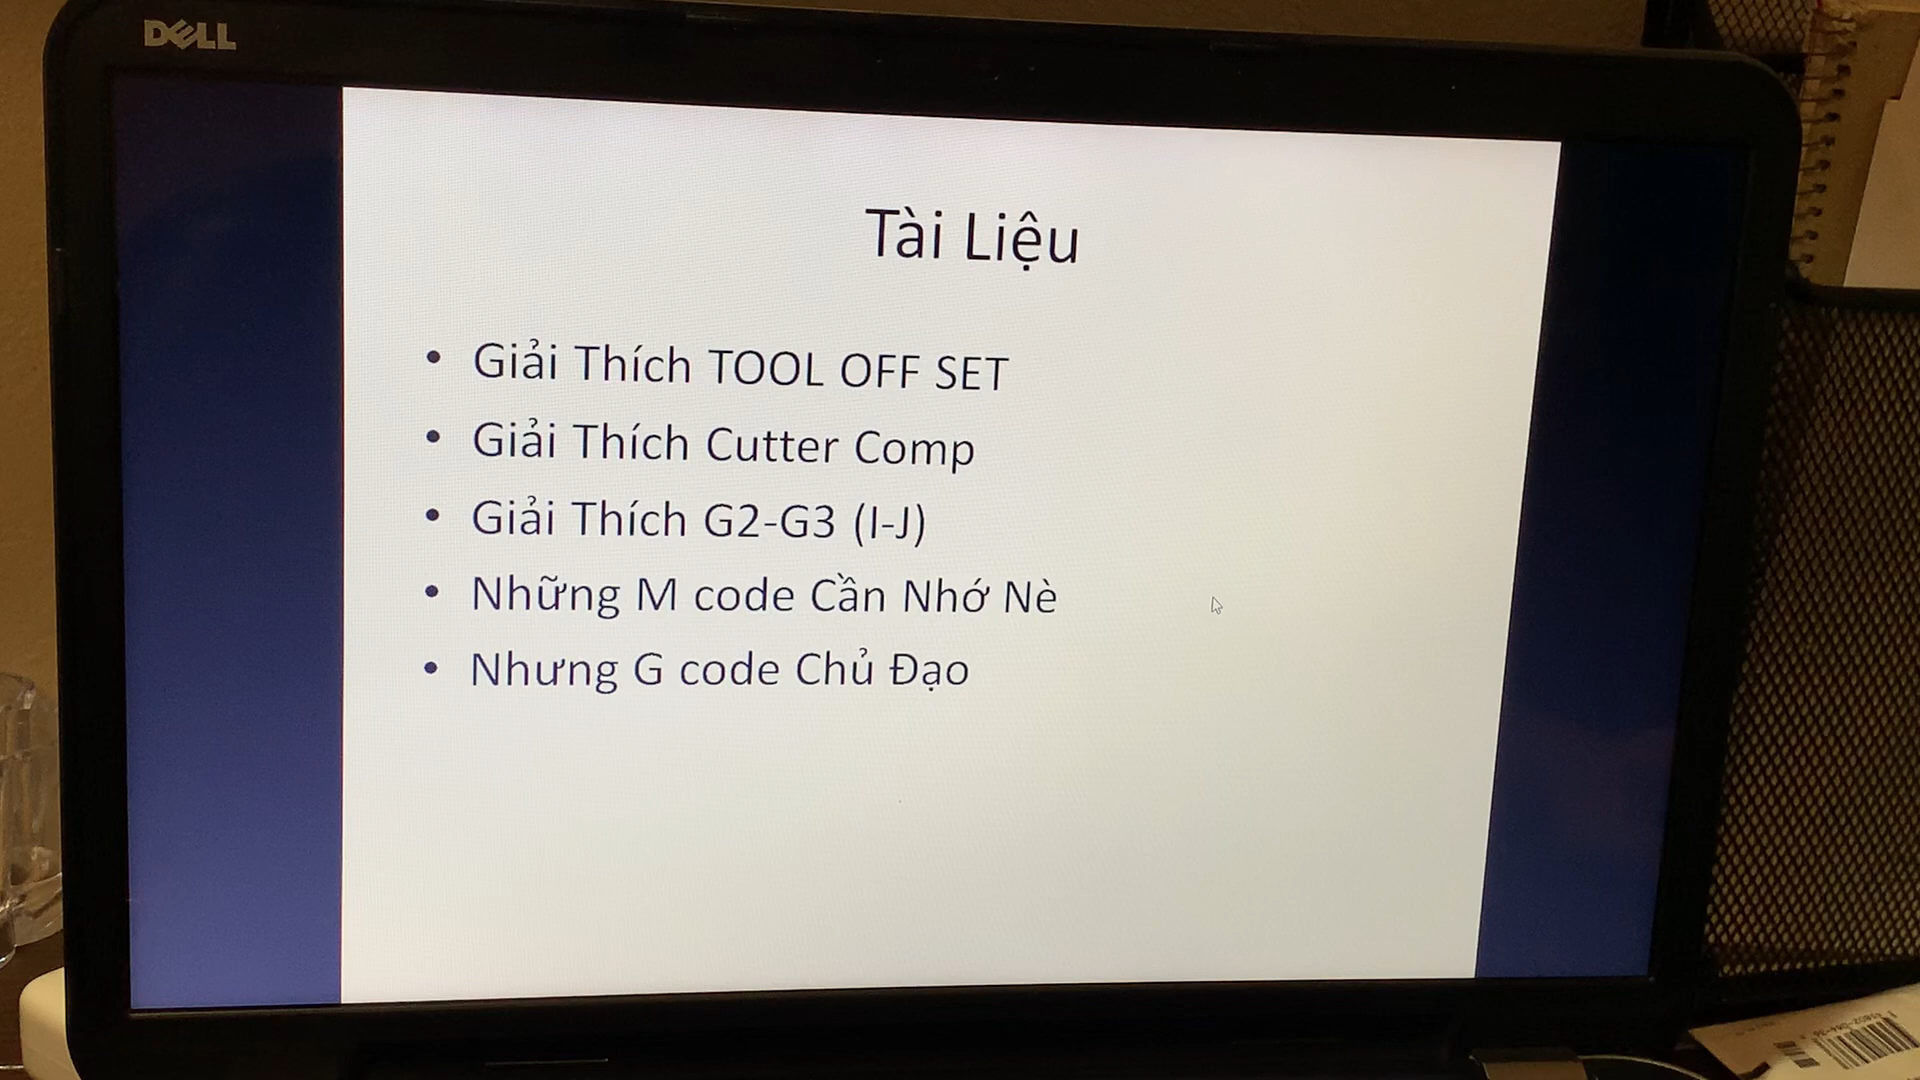 DELL
Tài Liệu
• Giải Thích TOOL OFF SET
• Giải Thích Cutter Comp
• Giải Thích G2-G3 (I-J)
• Những M code Cần Nhớ Nè
• Nhưng G code Chủ Đạo